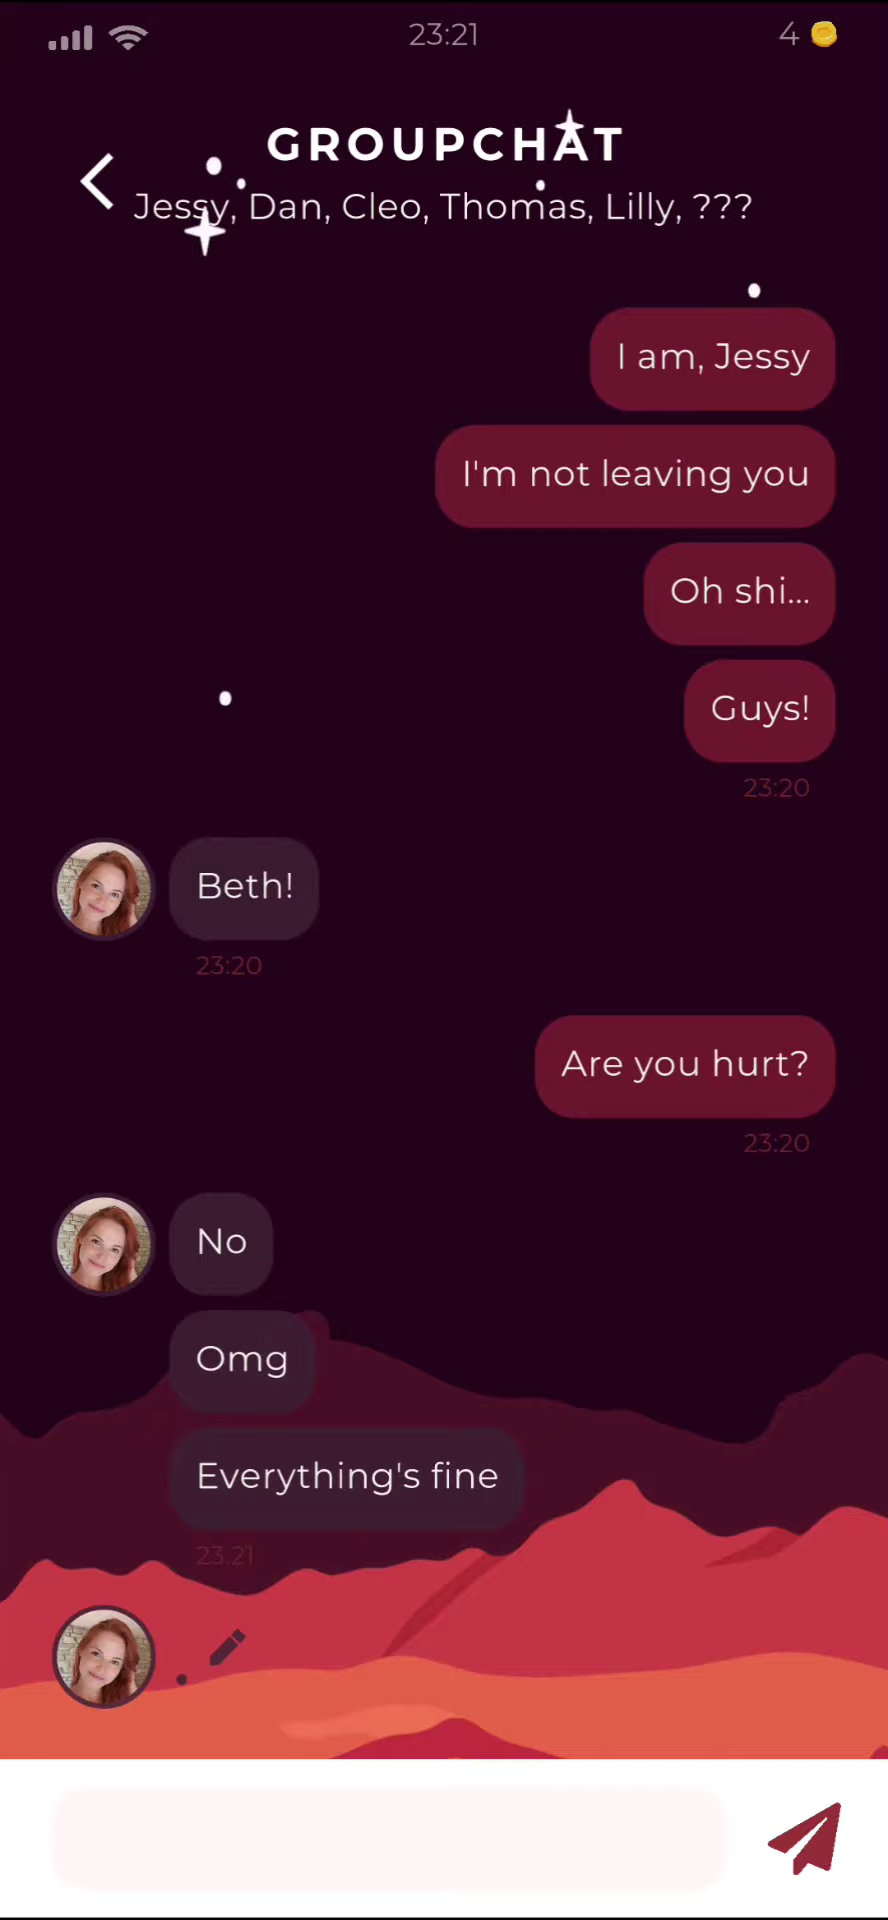 23:21
4
GROUPCHAT
Jessy, Dan, Cleo, Thomas, Lilly, ???
I am, Jessy
I'm not leaving you
Oh shi...
Guys!
23:20
Beth!
23:20
Are you hurt?
23:20
No
Omg
Everything's fine
23:21